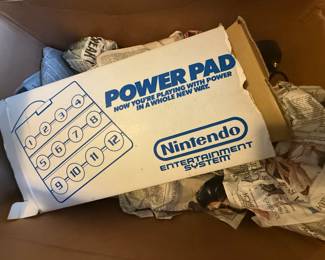 POWER PAD
NOW YOU'RE PLAYING WITH POWER
IN A WHOLE NEW WAY.
1 2 3 4
5 6 7 8
9 10 11 12
Nintendo
ENTERTAINMENT
SYSTEM